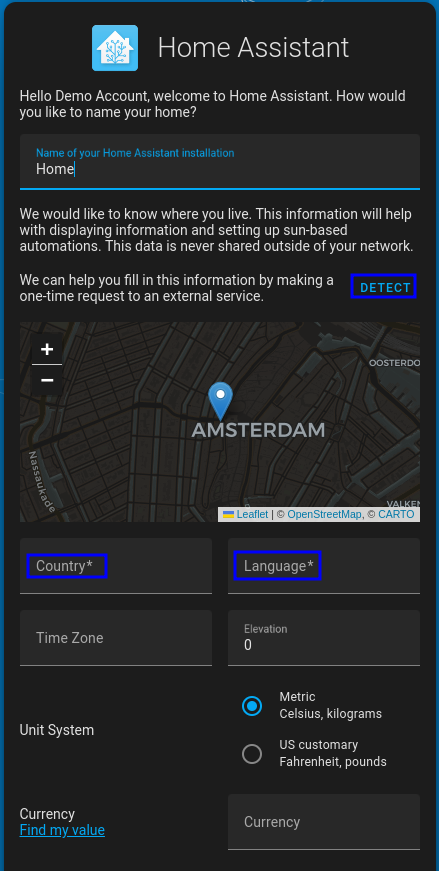 Home Assistant
Hello Demo Account, welcome to Home Assistant. How would
you like to name your home?
Name of your Home Assistant installation
Home
We would like to know where you live. This information will help
with displaying information and setting up sun-based
automations. This data is never shared outside of your network.
We can help you fill in this information by making a
one-time request to an external service.
DETECT
+
−
OOSTERDO
AMSTERDAM
Nassaukade
VALKEN
Leaflet | © OpenStreetMap, © CARTO
Country*
Language*
Time Zone
Elevation
0
Unit System
Metric
Celsius, kilograms
US customary
Fahrenheit, pounds
Currency
Find my value
Currency